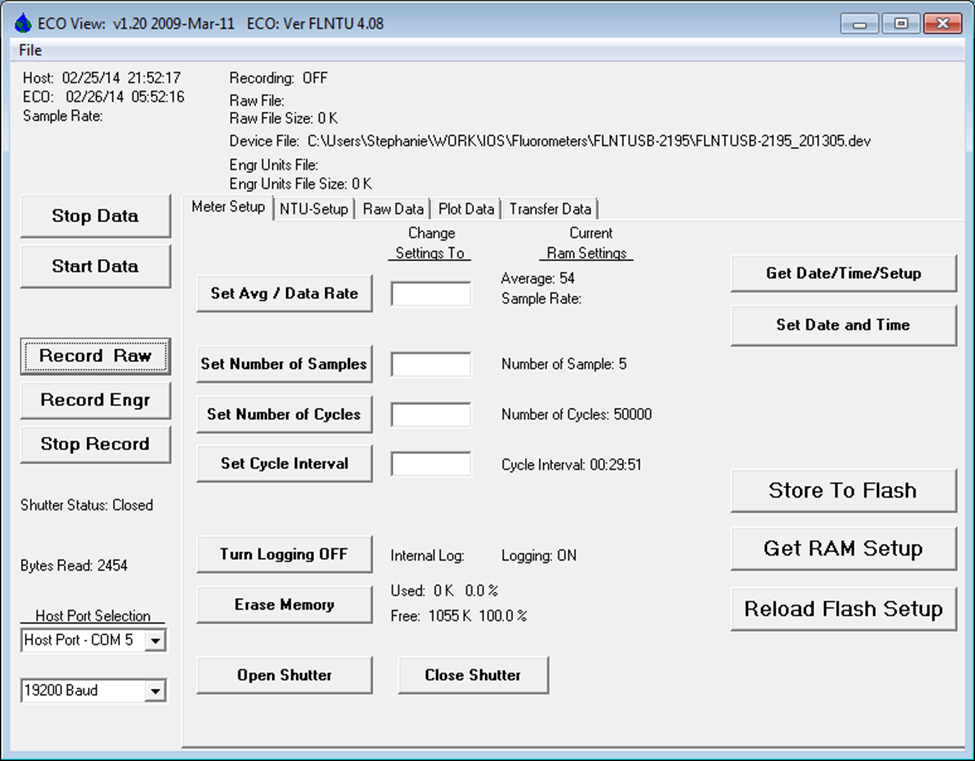 ECO View:  v1.20 2009-Mar-11   ECO: Ver FLNTU 4.08
File
Host:  02/25/14  21:52:17
ECO:   02/26/14  05:52:16
Sample Rate:
Recording:  OFF
Raw File:
Raw File Size: 0 K
Device File:  C:\Users\Stephanie\WORK\IOS\Fluorometers\FLNTUSB-2195\FLNTUSB-2195_201305.dev
Engr Units File:
Engr Units File Size: 0 K
Stop Data
Start Data
Record  Raw
Record Engr
Stop Record
Shutter Status: Closed
Bytes Read: 2454
Host Port Selection
Host Port - COM 5
19200 Baud
Meter Setup NTU-Setup Raw Data Plot Data Transfer Data
Change
Settings To
Current
Ram Settings
Set Avg / Data Rate
Average: 54
Sample Rate:
Set Number of Samples
Number of Sample: 5
Set Number of Cycles
Number of Cycles: 50000
Set Cycle Interval
Cycle Interval: 00:29:51
Turn Logging OFF
Internal Log:
Logging: ON
Erase Memory
Used:  0 K   0.0 %
Free:  1055 K  100.0 %
Open Shutter
Close Shutter
Get Date/Time/Setup
Set Date and Time
Store To Flash
Get RAM Setup
Reload Flash Setup